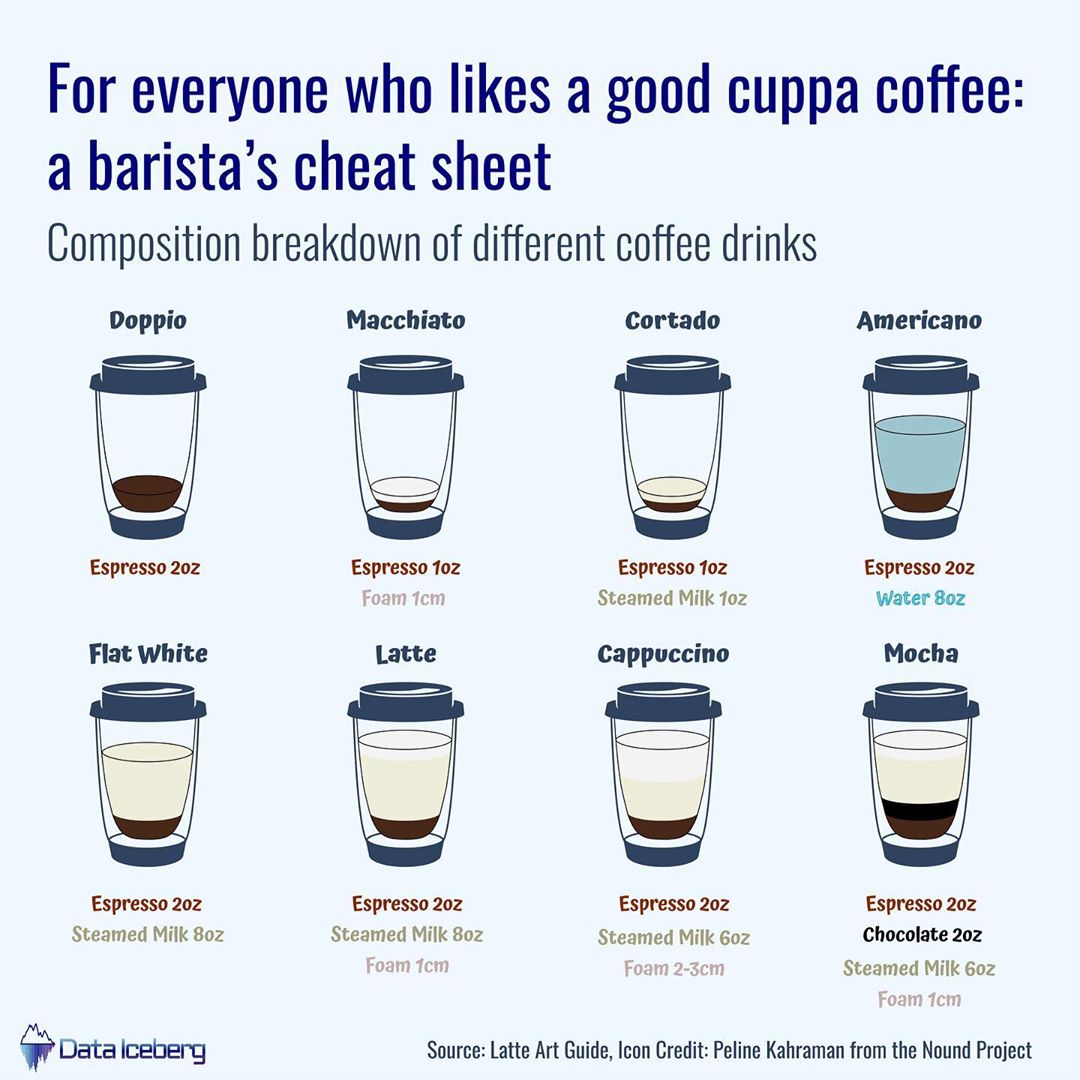 For everyone who likes a good cuppa coffee:
a barista's cheat sheet
Composition breakdown of different coffee drinks
Doppio
Macchiato
Cortado
Americano
Espresso 2oz
Espresso 1oz
Foam 1cm
Espresso 1oz
Steamed Milk 1oz
Espresso 2oz
Water 8oz
Flat White
Latte
Cappuccino
Mocha
Espresso 2oz
Steamed Milk 8oz
Espresso 2oz
Steamed Milk 8oz
Foam 1cm
Espresso 2oz
Steamed Milk 6oz
Foam 2-3cm
Espresso 2oz
Chocolate 2oz
Steamed Milk 6oz
Foam 1cm
Data Iceberg
Source: Latte Art Guide, Icon Credit: Peline Kahraman from the Nound Project